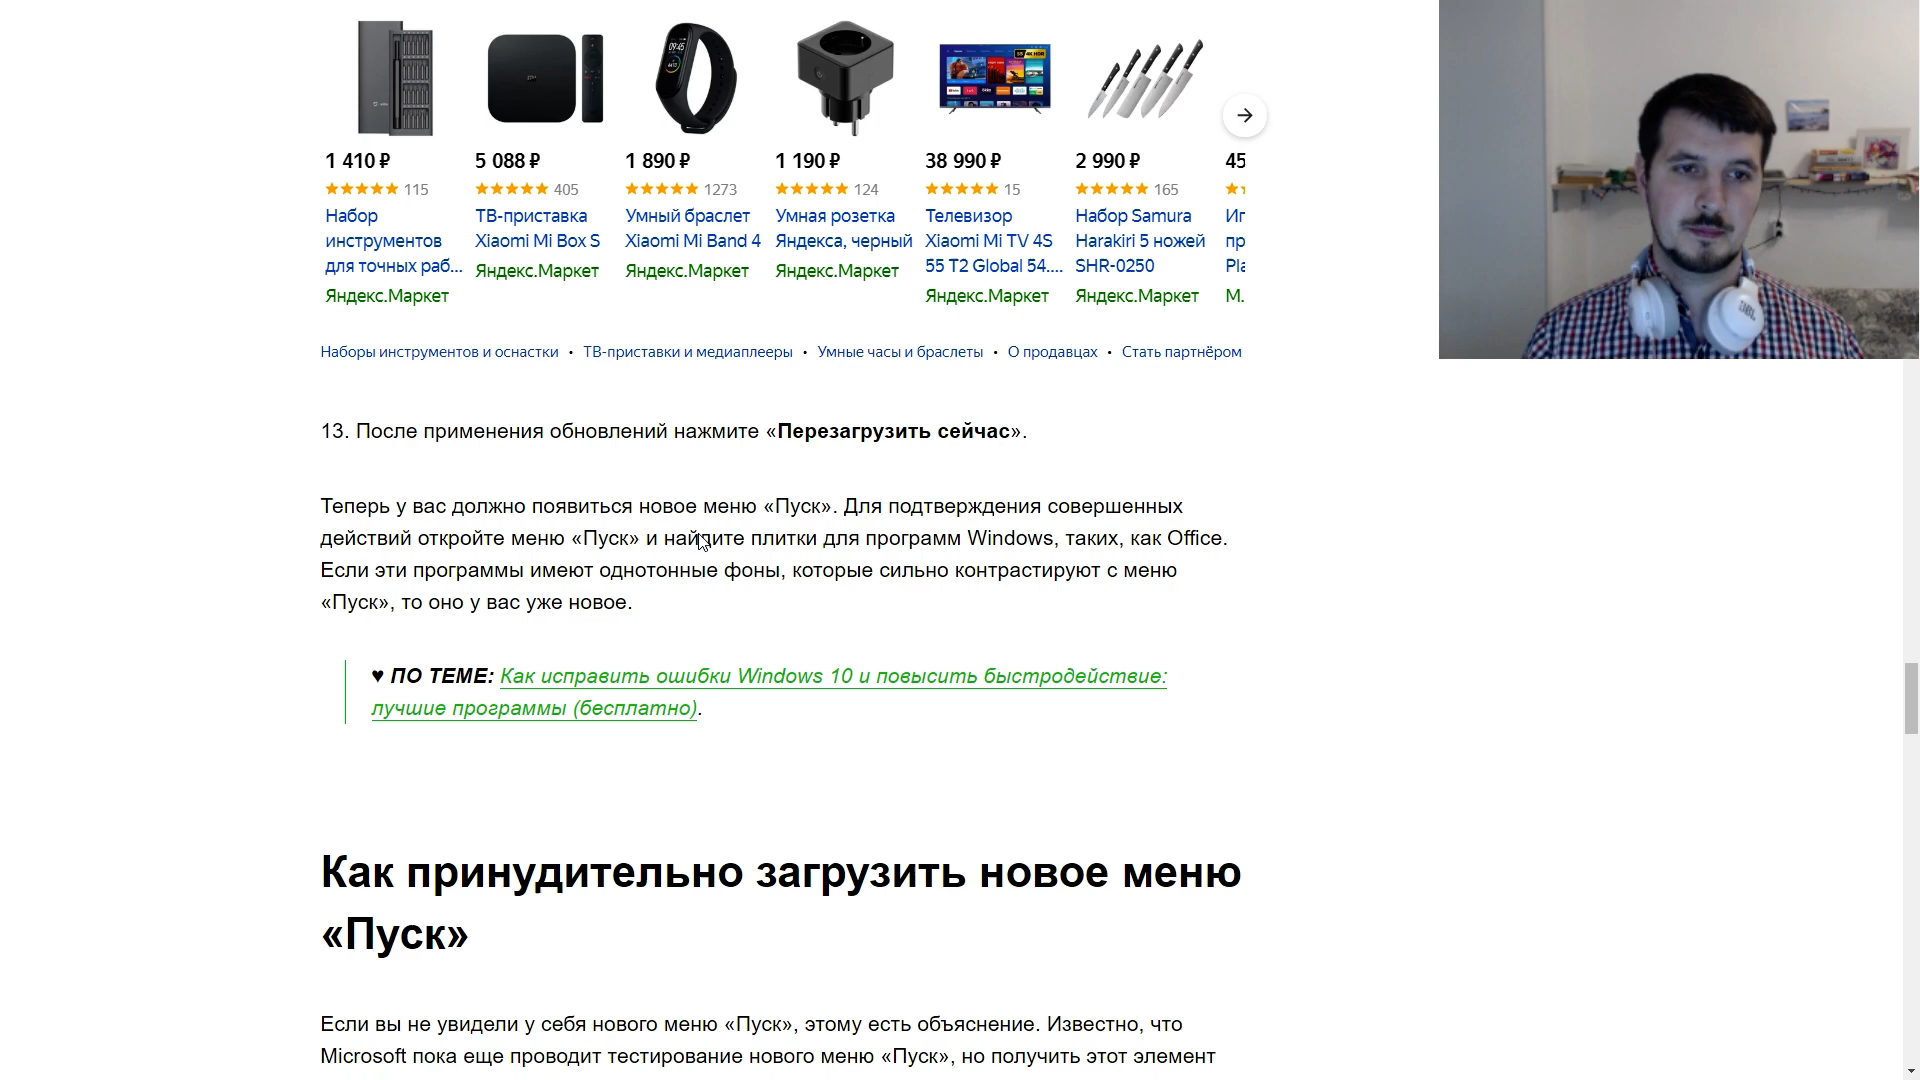 1 410 ₽
★★★★★ 115
Набор
инструментов
для точных раб...
Яндекс.Маркет
5 088 ₽
★★★★★ 405
ТВ-приставка
Xiaomi Mi Box S
Яндекс.Маркет
1 890 ₽
★★★★★ 1273
Умный браслет
Xiaomi Mi Band 4
Яндекс.Маркет
1 190 ₽
★★★★★ 124
Умная розетка
Яндекса, черный
Яндекс.Маркет
38 990 ₽
★★★★★ 15
Телевизор
Xiaomi Mi TV 4S
55 T2 Global 54....
Яндекс.Маркет
2 990 ₽
★★★★★ 165
Набор Samura
Harakiri 5 ножей
SHR-0250
Яндекс.Маркет
45
Иг
пр
Pla
М.
Наборы инструментов и оснастки • ТВ-приставки и медиаплееры • Умные часы и браслеты • О продавцах • Стать партнёром
13. После применения обновлений нажмите «Перезагрузить сейчас».
Теперь у вас должно появиться новое меню «Пуск». Для подтверждения совершенных
действий откройте меню «Пуск» и найдите плитки для программ Windows, таких, как Office.
Если эти программы имеют однотонные фоны, которые сильно контрастируют с меню
«Пуск», то оно у вас уже новое.
♥ ПО ТЕМЕ: Как исправить ошибки Windows 10 и повысить быстродействие:
лучшие программы (бесплатно).
Как принудительно загрузить новое меню
«Пуск»
Если вы не увидели у себя нового меню «Пуск», этому есть объяснение. Известно, что
Microsoft пока еще проводит тестирование нового меню «Пуск», но получить этот элемент
JBL